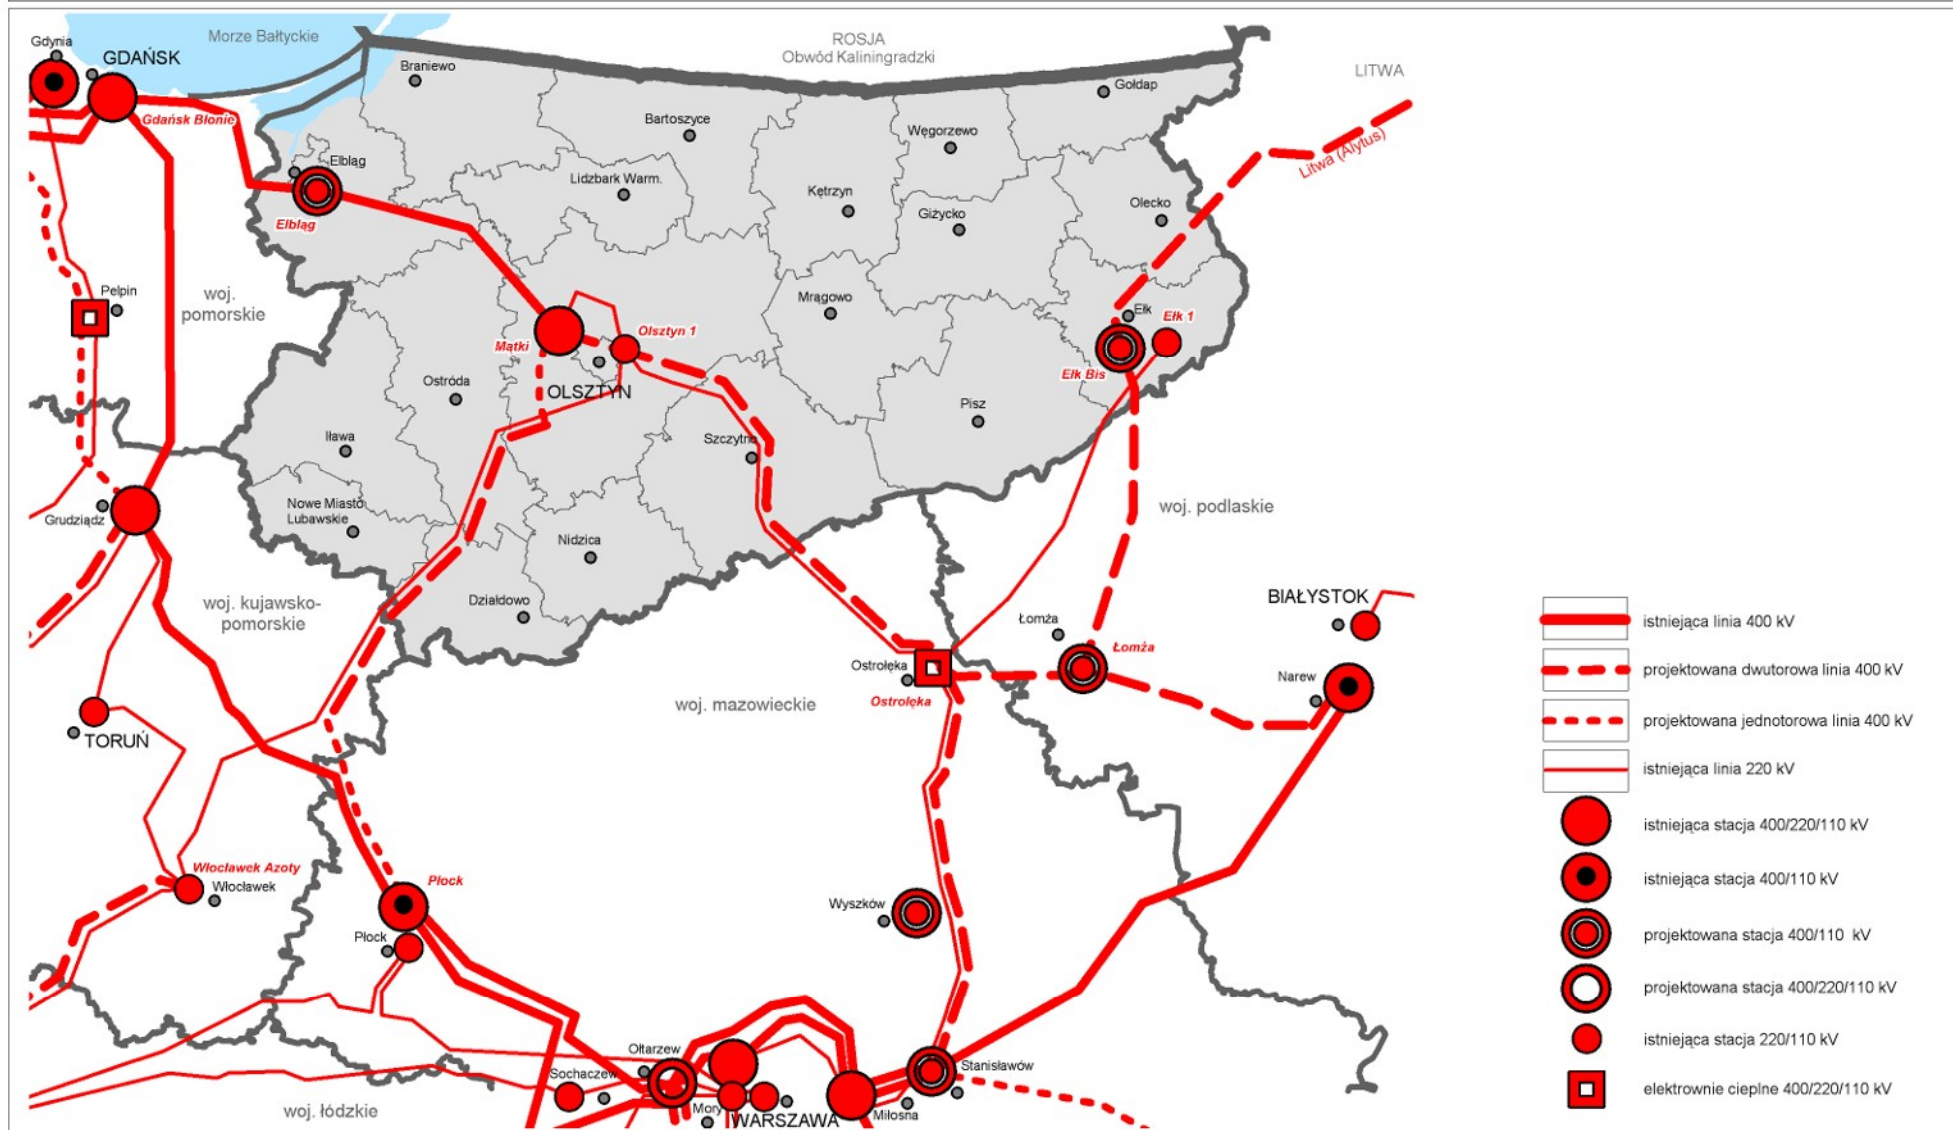 Morze Bałtyckie
ROSJA
Obwód Kaliningradzki
LITWA
Gdynia
GDAŃSK
Gdańsk Błonie
Braniewo
Gołdap
Bartoszyce
Węgorzewo
Litwa (Alytus)
Elbląg
Elbląg
Lidzbark Warm.
Kętrzyn
Giżycko
Olecko
Pelpin
woj.
pomorskie
Mrągowo
Ełk
Ełk 1
Ełk Bis
Mątki
Olsztyn 1
OLSZTYN
Ostróda
Pisz
Iława
Szczytno
Nowe Miasto
Lubawskie
Grudziądz
Nidzica
woj. podlaskie
woj. kujawsko-
pomorskie
Działdowo
BIAŁYSTOK
Łomża
Łomża
Ostrołęka
Ostrołęka
Narew
woj. mazowieckie
TORUŃ
Włocławek Azoty
Włocławek
Płock
Płock
Wyszków
Ołtarzew
Sochaczew
Stanisławów
Mory
WARSZAWA
Miłosna
woj. łódzkie
istniejąca linia 400 kV
projektowana dwutorowa linia 400 kV
projektowana jednotorowa linia 400 kV
istniejąca linia 220 kV
istniejąca stacja 400/220/110 kV
istniejąca stacja 400/110 kV
projektowana stacja 400/110 kV
projektowana stacja 400/220/110 kV
istniejąca stacja 220/110 kV
elektrownie cieplne 400/220/110 kV